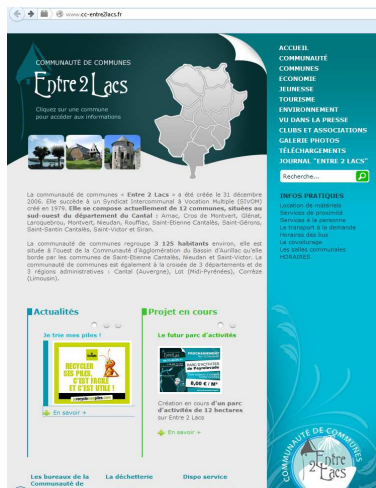 www.cc-entre2lacs.fr
COMMUNAUTÉ DE COMMUNES
Entre 2 Lacs
Cliquez sur une commune
pour accéder aux informations
ACCUEIL
COMMUNAUTÉ
COMMUNES
ECONOMIE
JEUNESSE
TOURISME
ENVIRONNEMENT
VU DANS LA PRESSE
CLUBS ET ASSOCIATIONS
GALERIE PHOTOS
TÉLÉCHARGEMENTS
JOURNAL "ENTRE 2 LACS"
Recherche...
INFOS PRATIQUES
Location de matériels
Services de proximité
Services à la personne
Le transport à la demande
Horaires des bus
Le covoiturage
Les salles communales
HORAIRES
La communauté de communes « Entre 2 Lacs » a été créée le 31 décembre
2006. Elle succède à un Syndicat Intercommunal à Vocation Multiple (SIVOM)
créé en 1979. Elle se compose actuellement de 12 communes, situées au
sud-ouest du département du Cantal : Arnac, Cros de Montvert, Glénat,
Laroquebrou, Montvert, Nieudan, Rouffiac, Saint-Etienne Cantalès, Saint-Gérons,
Saint-Santin Cantalès, Saint-Victor et Siran.
La communauté de communes regroupe 3 125 habitants environ, elle est
située à l'ouest de la Communauté d'Agglomération du Bassin d'Aurillac qu'elle
borde par les communes de Saint-Etienne Cantalès, Nieudan et Saint-Victor. La
communauté de communes est également à la croisée de 3 départements et de
3 régions administratives : Cantal (Auvergne), Lot (Midi-Pyrénées), Corrèze
(Limousin).
Actualités
Je trie mes piles !
RECYCLER
SES PILES,
C'EST FACILE
ET C'EST UTILE !
En savoir +
Projet en cours
Le futur parc d'activités
PROCHAINEMENT
PARC D'ACTIVITÉS
8,00 € / M²
Création en cours d'un parc
d'activités de 12 hectares
sur Entre 2 Lacs
En savoir +
COMMUNAUTÉ DE COMMUNES
Entre
2 Lacs
Les bureaux de la
Communauté de
La déchetterie
Dispo service